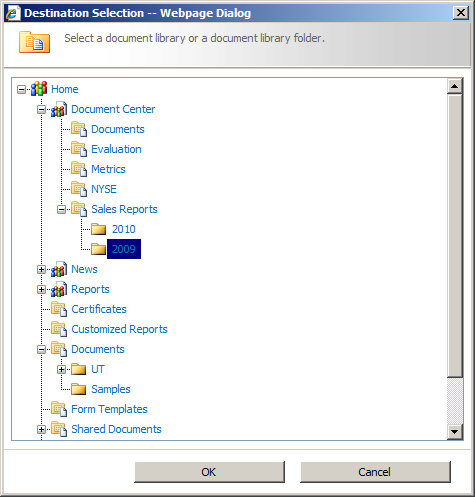 Destination Selection -- Webpage Dialog
Select a document library or a document library folder.
Home
Document Center
Documents
Evaluation
Metrics
NYSE
Sales Reports
2010
2009
News
Reports
Certificates
Customized Reports
Documents
UT
Samples
Form Templates
Shared Documents
OK
Cancel